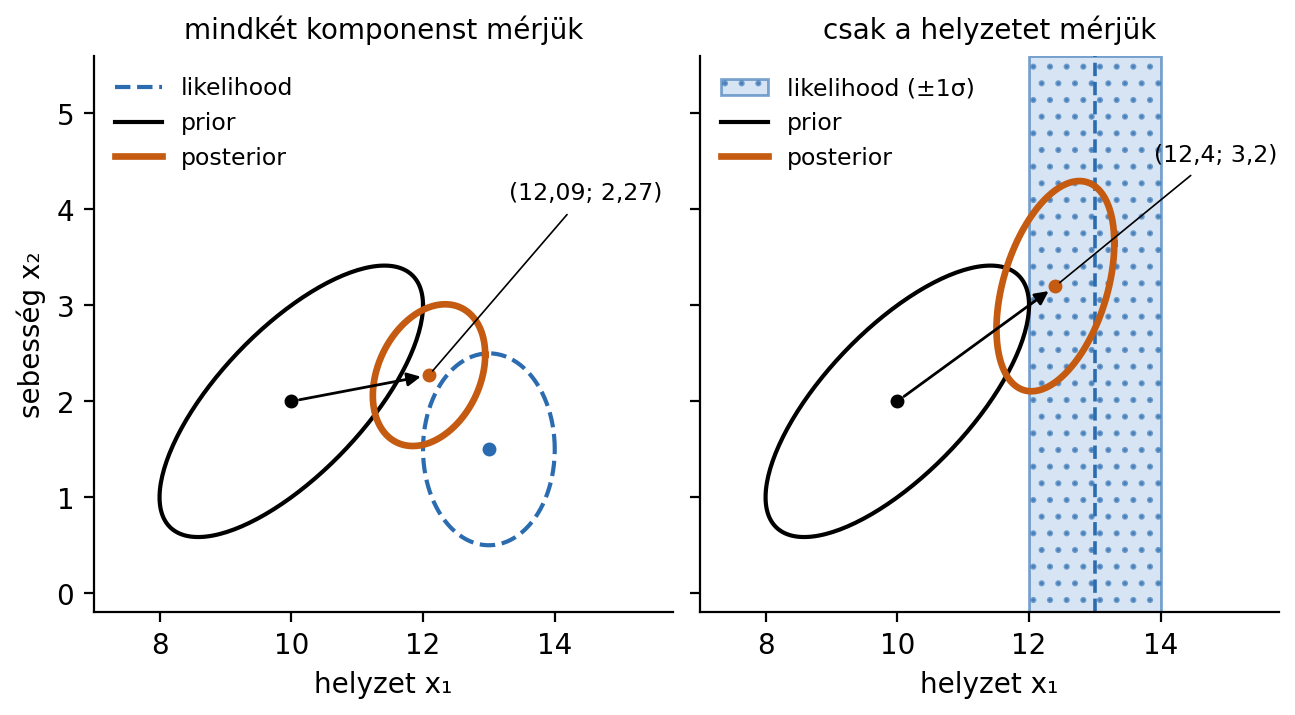 mindkét komponenst mérjük
likelihood
prior
posterior
(12,09; 2,27)
sebesség x₂
5
4
3
2
1
0
8
10
12
14
helyzet x₁
csak a helyzetet mérjük
likelihood (±1σ)
prior
posterior
(12,4; 3,2)
8
10
12
14
helyzet x₁